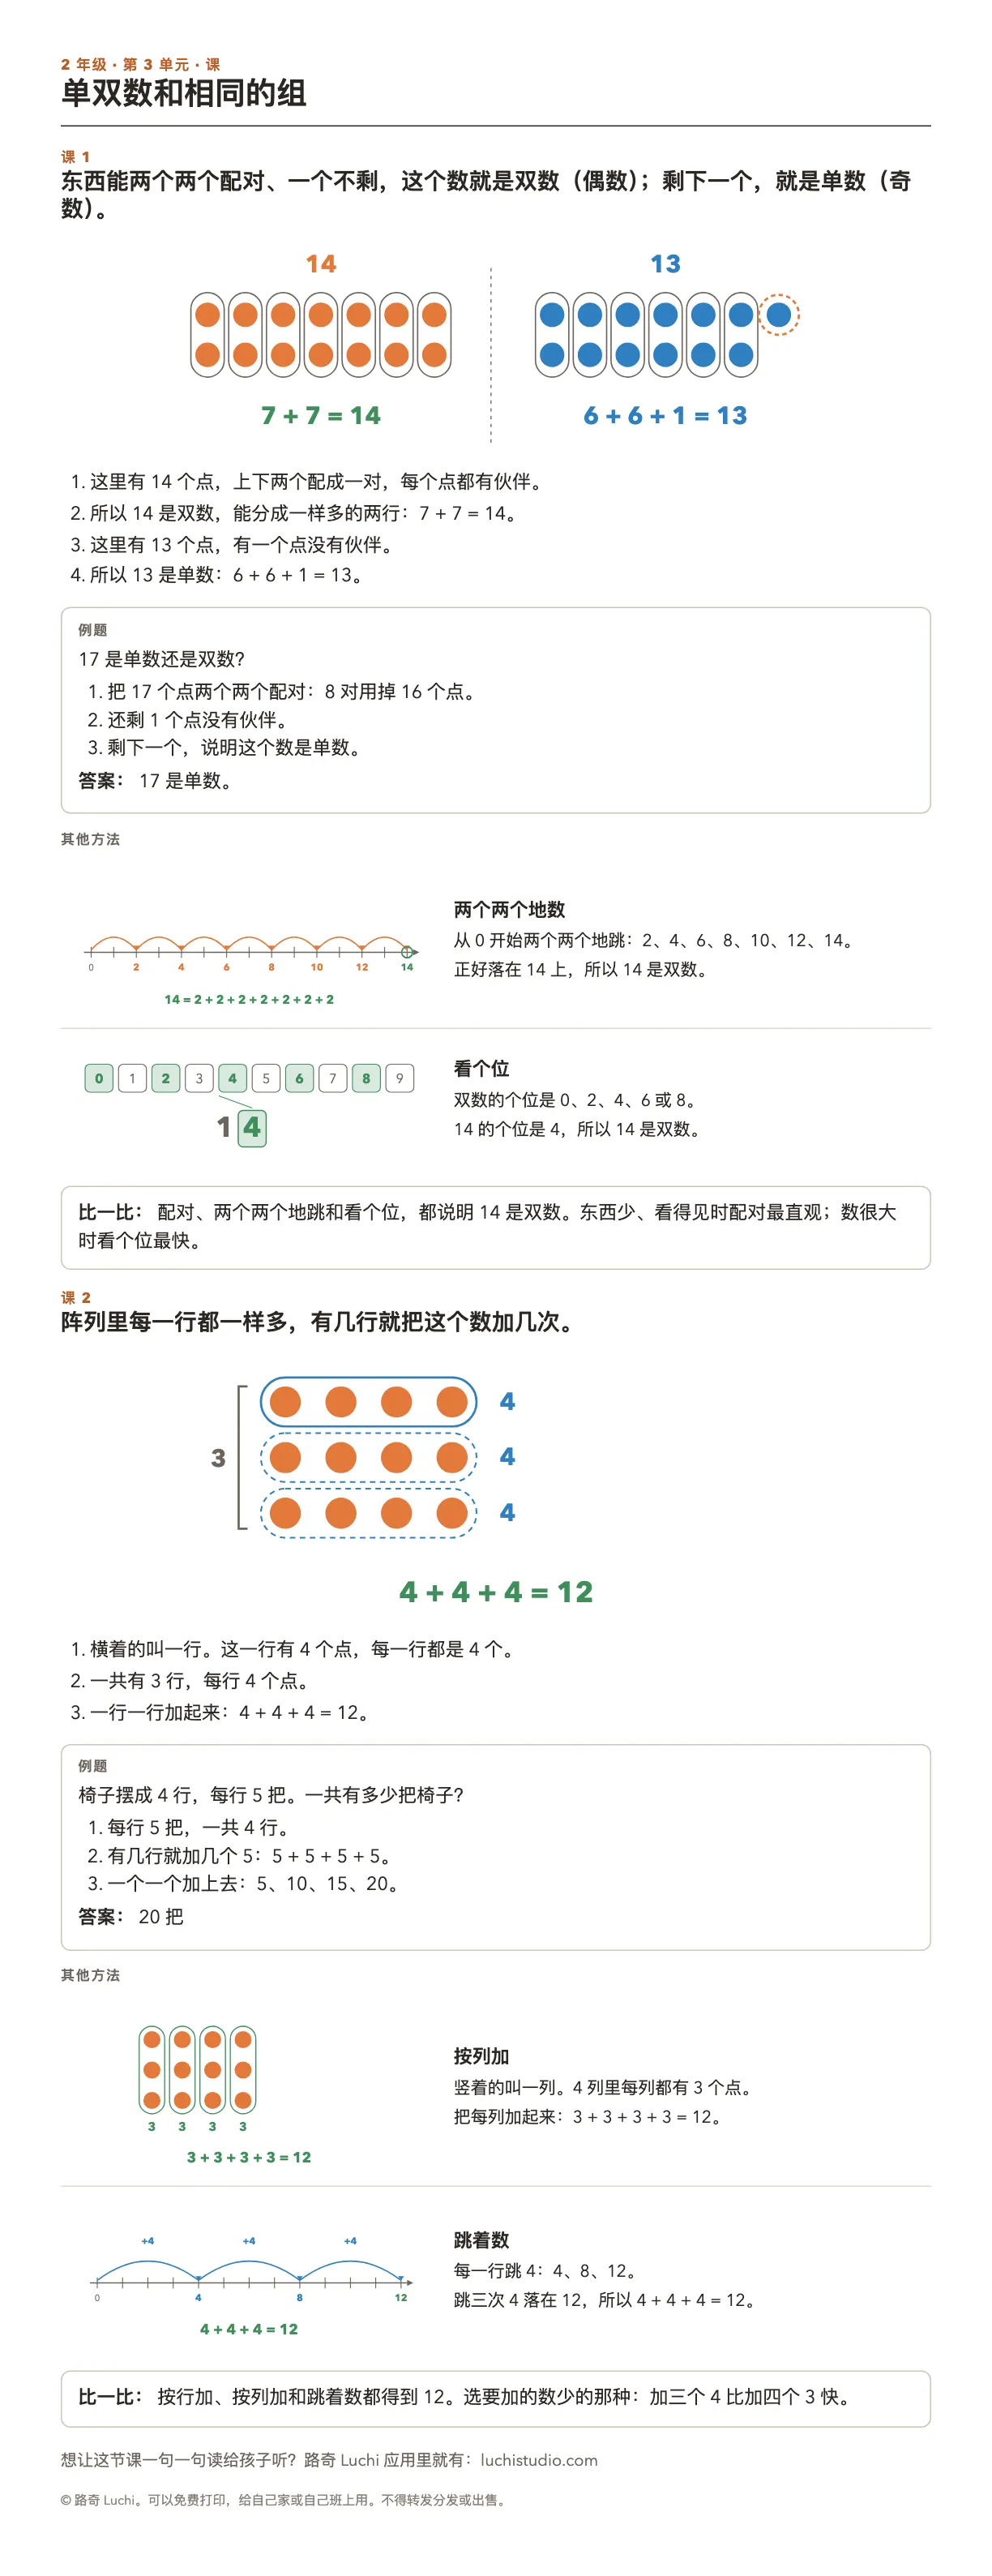 2 年级 · 第 3 单元 · 课
单双数和相同的组
课 1
东西能两个两个配对、一个不剩，这个数就是双数（偶数）；剩下一个，就是单数（奇
数）。
14
13
7 + 7 = 14
6 + 6 + 1 = 13
1. 这里有 14 个点，上下两个配成一对，每个点都有伙伴。
2. 所以 14 是双数，能分成一样多的两行：7 + 7 = 14。
3. 这里有 13 个点，有一个点没有伙伴。
4. 所以 13 是单数：6 + 6 + 1 = 13。
例题
17 是单数还是双数？
1. 把 17 个点两个两个配对：8 对用掉 16 个点。
2. 还剩 1 个点没有伙伴。
3. 剩下一个，说明这个数是单数。
答案： 17 是单数。
其他方法
0 2 4 6 8 10 12 14
14 = 2 + 2 + 2 + 2 + 2 + 2 + 2
两个两个地数
从 0 开始两个两个地跳：2、4、6、8、10、12、14。
正好落在 14 上，所以 14 是双数。
0 1 2 3 4 5 6 7 8 9
1 4
看个位
双数的个位是 0、2、4、6 或 8。
14 的个位是 4，所以 14 是双数。
比一比： 配对、两个两个地跳和看个位，都说明 14 是双数。东西少、看得见时配对最直观；数很大
时看个位最快。
课 2
阵列里每一行都一样多，有几行就把这个数加几次。
4
3
4
4
4 + 4 + 4 = 12
1. 横着的叫一行。这一行有 4 个点，每一行都是 4 个。
2. 一共有 3 行，每行 4 个点。
3. 一行一行加起来：4 + 4 + 4 = 12。
例题
椅子摆成 4 行，每行 5 把。一共有多少把椅子？
1. 每行 5 把，一共 4 行。
2. 有几行就加几个 5：5 + 5 + 5 + 5。
3. 一个一个加上去：5、10、15、20。
答案： 20 把
其他方法
3 3 3 3
3 + 3 + 3 + 3 = 12
按列加
竖着的叫一列。4 列里每列都有 3 个点。
把每列加起来：3 + 3 + 3 + 3 = 12。
+4 +4 +4
0 4 8 12
4 + 4 + 4 = 12
跳着数
每一行跳 4：4、8、12。
跳三次 4 落在 12，所以 4 + 4 + 4 = 12。
比一比： 按行加、按列加和跳着数都得到 12。选要加的数少的那种：加三个 4 比加四个 3 快。
想让这节课一句一句读给孩子听？路奇 Luchi 应用里就有：luchistudio.com
© 路奇 Luchi。可以免费打印，给自己家或自己班上用。不得转发分发或出售。